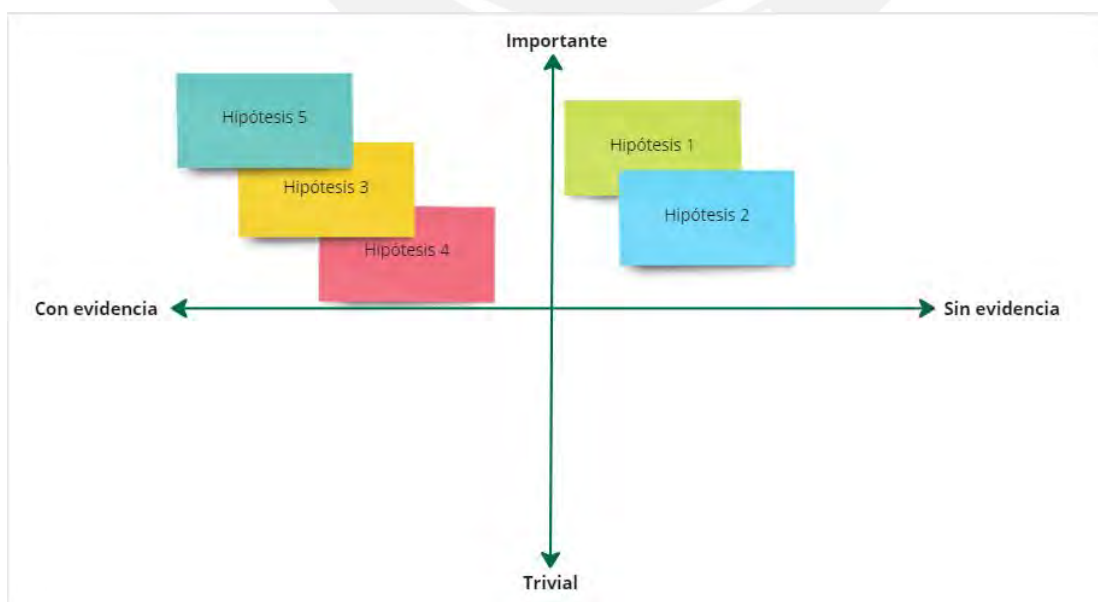 Importante
Hipótesis 5
Hipótesis 1
Hipótesis 3
Hipótesis 2
Hipótesis 4
Con evidencia
Sin evidencia
Trivial